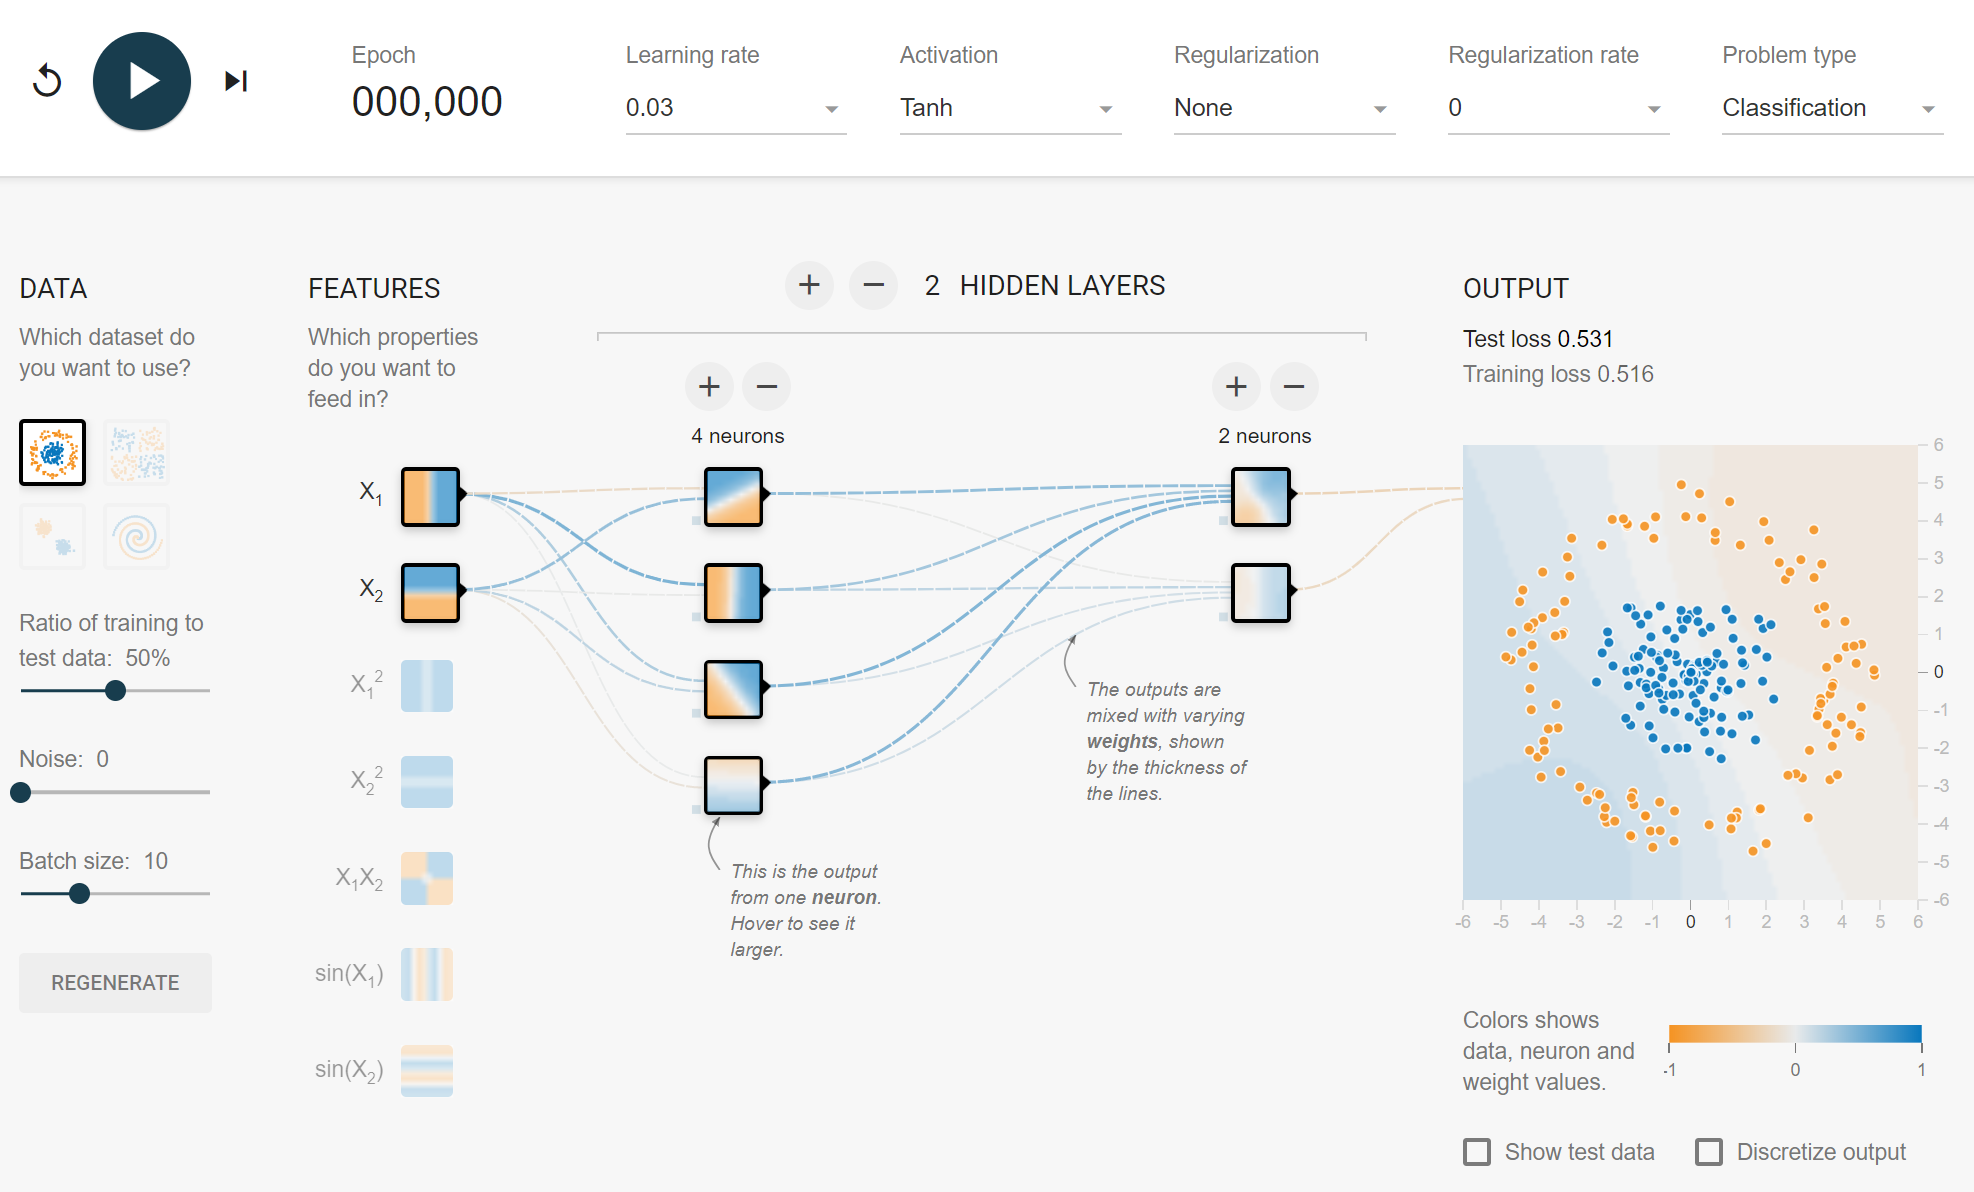 Epoch
000,000
Learning rate
0.03
Activation
Tanh
Regularization
None
Regularization rate
0
Problem type
Classification
DATA
Which dataset do
you want to use?
Ratio of training to
test data: 50%
Noise: 0
Batch size: 10
REGENERATE
FEATURES
Which properties
do you want to
feed in?
X₁
X₂
X₁²
X₂²
X₁X₂
sin(X₁)
sin(X₂)
+ − 2 HIDDEN LAYERS
+ −
4 neurons
+ −
2 neurons
The outputs are
mixed with varying
weights, shown
by the thickness of
the lines.
This is the output
from one neuron.
Hover to see it
larger.
OUTPUT
Test loss 0.531
Training loss 0.516
6
5
4
3
2
1
0
-1
-2
-3
-4
-5
-6
-6 -5 -4 -3 -2 -1 0 1 2 3 4 5 6
Colors shows
data, neuron and
weight values.
-1 0 1
Show test data
Discretize output